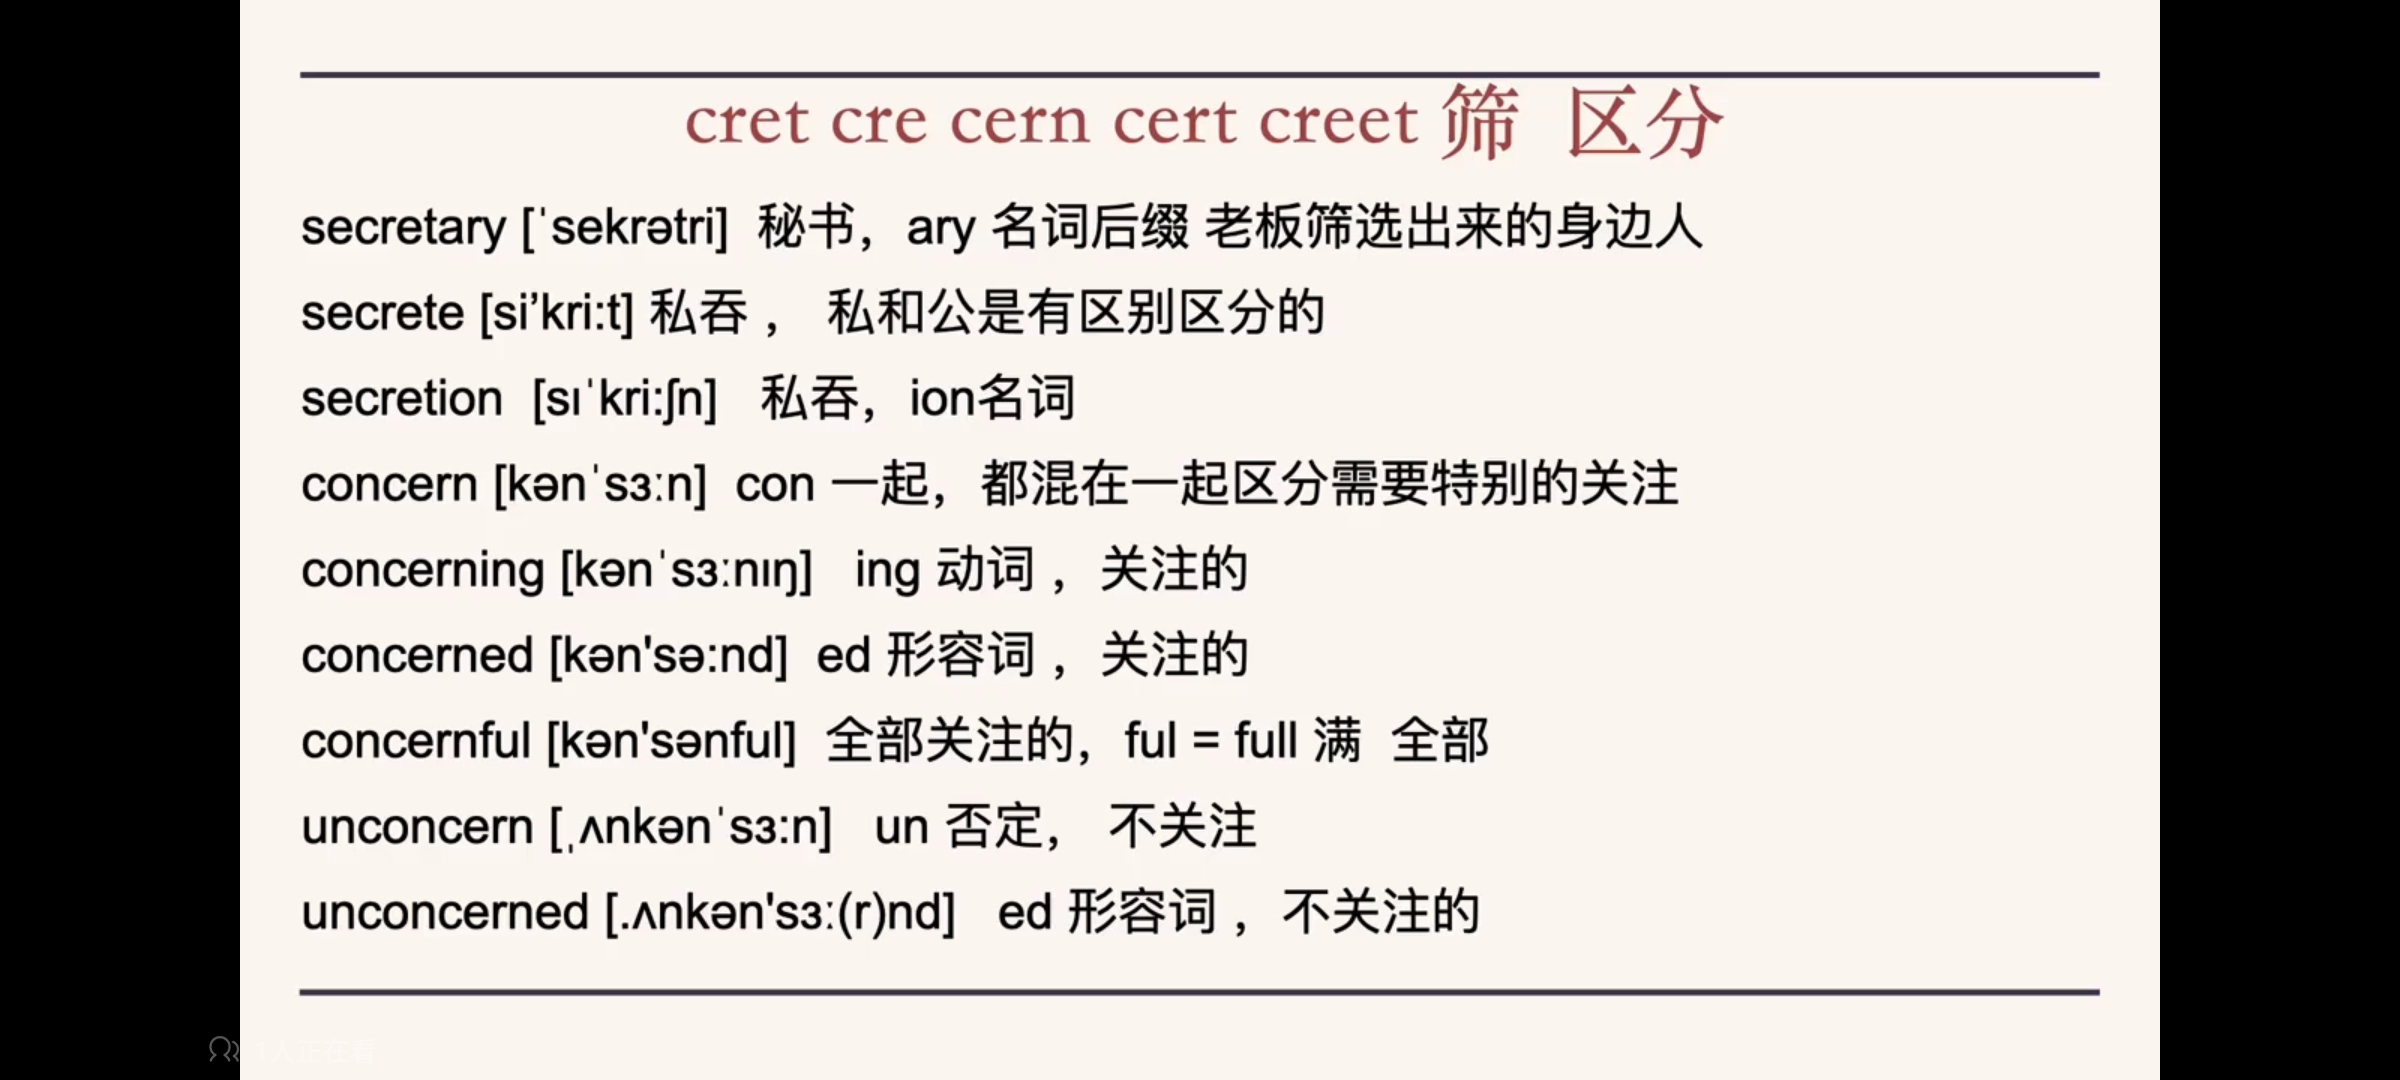 cret cre cern cert creet 筛 区分
secretary [ˈsekrətri] 秘书，ary 名词后缀 老板筛选出来的身边人
secrete [si’kri:t] 私吞 ， 私和公是有区别区分的
secretion [sɪˈkri:ʃn] 私吞，ion名词
concern [kənˈsɜːn] con 一起，都混在一起区分需要特别的关注
concerning [kənˈsɜːnɪŋ] ing 动词 ，关注的
concerned [kən'sə:nd] ed 形容词 ，关注的
concernful [kən'sənful] 全部关注的，ful = full 满 全部
unconcern [ˌʌnkənˈsɜ:n] un 否定， 不关注
unconcerned [.ʌnkən'sɜː(r)nd] ed 形容词 ，不关注的
1人正在看